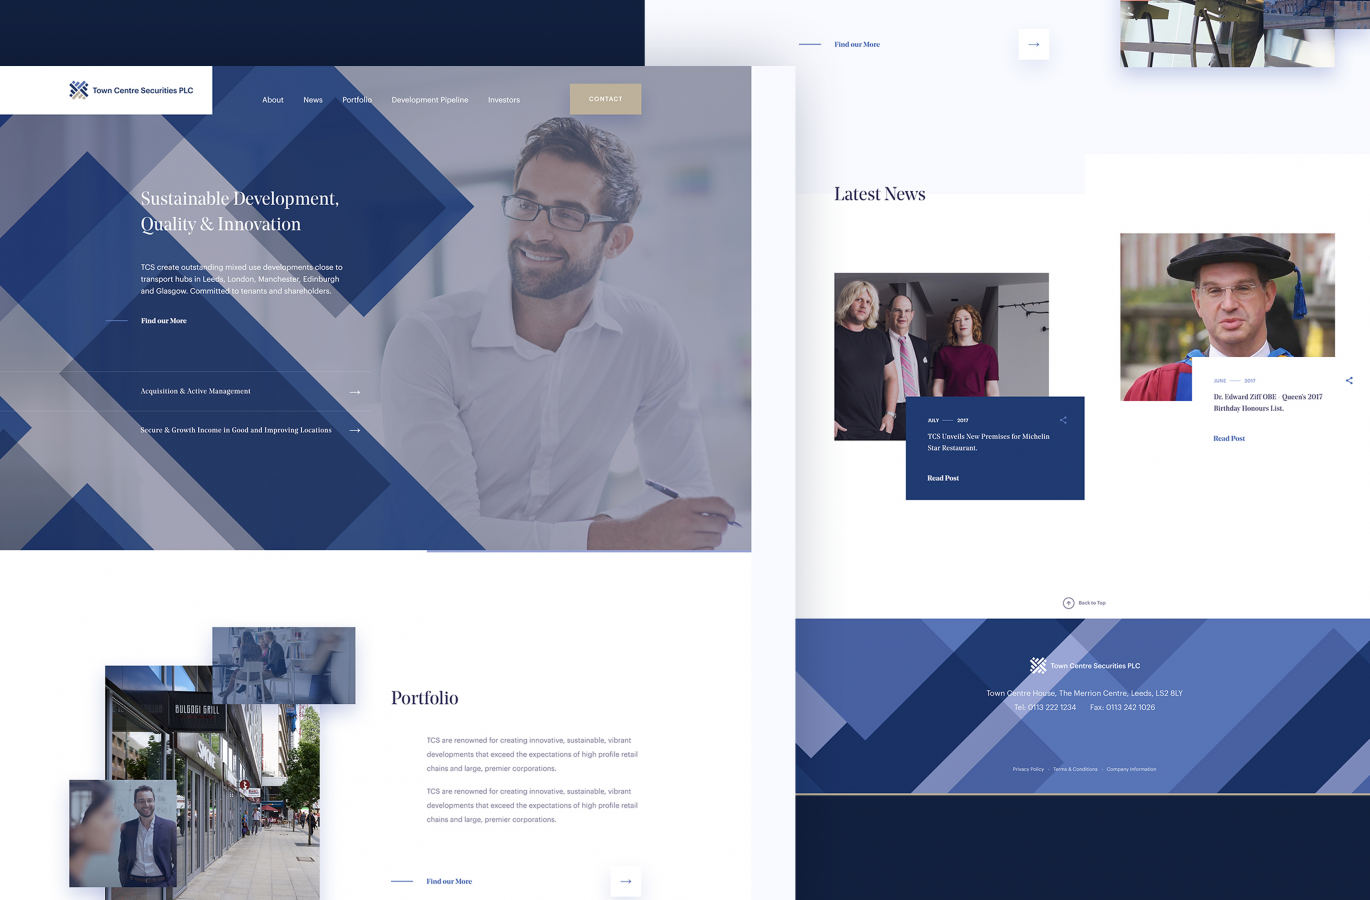 Town Centre Securities PLC
About
News
Portfolio
Development Pipeline
Investors
CONTACT
Sustainable Development,
Quality & Innovation
TCS create outstanding mixed use developments close to
transport hubs in Leeds, London, Manchester, Edinburgh
and Glasgow. Committed to tenants and shareholders.
Find our More
Acquisition & Active Management
Secure & Growth Income in Good and Improving Locations
BULGOGI GRILL
Portfolio
TCS are renowned for creating innovative, sustainable, vibrant
developments that exceed the expectations of high profile retail
chains and large, premier corporations.
TCS are renowned for creating innovative, sustainable, vibrant
developments that exceed the expectations of high profile retail
chains and large, premier corporations.
Find our More
Find our More
Latest News
JULY
2017
TCS Unveils New Premises for Michelin
Star Restaurant.
Read Post
JUNE
2017
Dr. Edward Ziff OBE - Queen's 2017
Birthday Honours List.
Read Post
Back to Top
Town Centre Securities PLC
Town Centre House, The Merrion Centre, Leeds, LS2 8LY
Tel: 0113 222 1234 Fax: 0113 242 1026
Privacy Policy - Terms & Conditions - Company Information